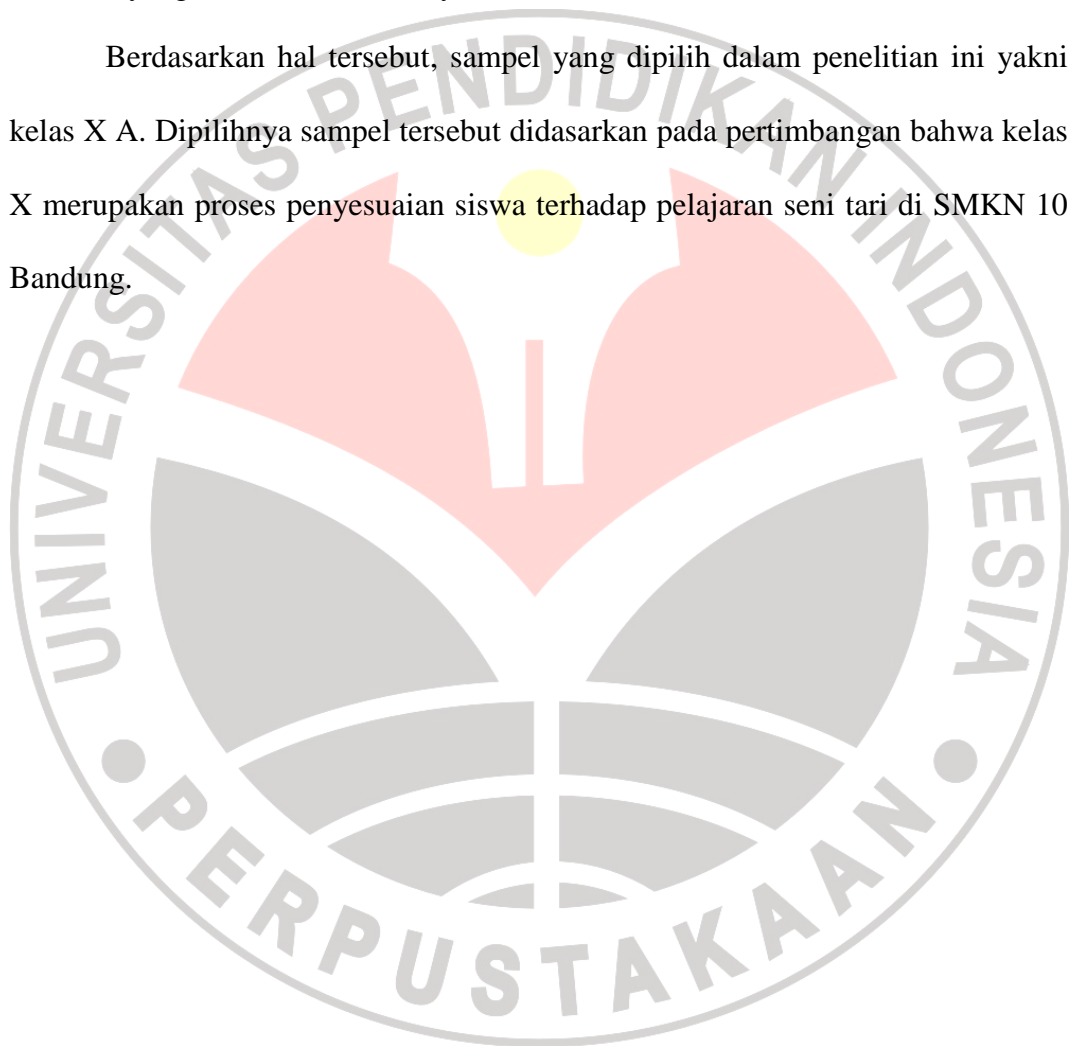 Berdasarkan hal tersebut, sampel yang dipilih dalam penelitian ini yakni
kelas X A. Dipilihnya sampel tersebut didasarkan pada pertimbangan bahwa kelas
X merupakan proses penyesuaian siswa terhadap pelajaran seni tari di SMKN 10
Bandung.
UNIVERSITAS PENDIDIKAN INDONESIA
PERPUSTAKAAN